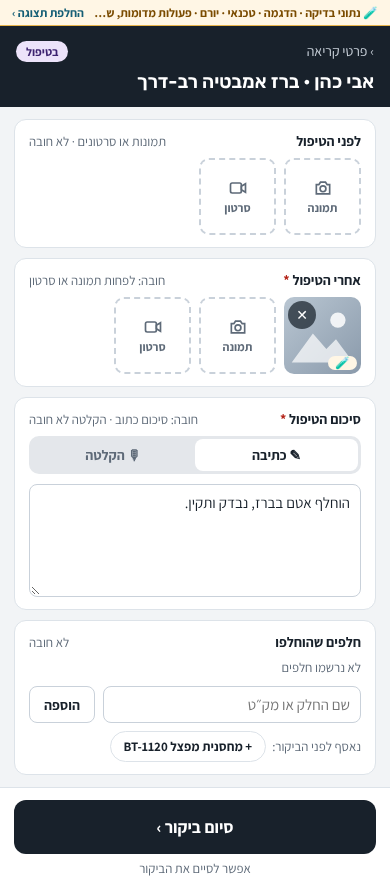 🧪 נתוני בדיקה · הדגמה · טכנאי · יורם · פעולות מדומות, ש... החלפת תצוגה ›
› פרטי קריאה בטיפול
אבי כהן • ברז אמבטיה רב-דרך
לפני הטיפול תמונות או סרטונים · לא חובה
תמונה סרטון
אחרי הטיפול * חובה: לפחות תמונה או סרטון
תמונה סרטון
סיכום הטיפול * חובה: סיכום כתוב · הקלטה לא חובה
✎ כתיבה 🎙 הקלטה
הוחלף אטם בברז, נבדק ותקין.
חלפים שהוחלפו לא חובה
לא נרשמו חלפים
שם החלק או מק״ט הוספה
נאסף לפני הביקור: + מחסנית מפצל BT-1120
סיום ביקור ›
אפשר לסיים את הביקור